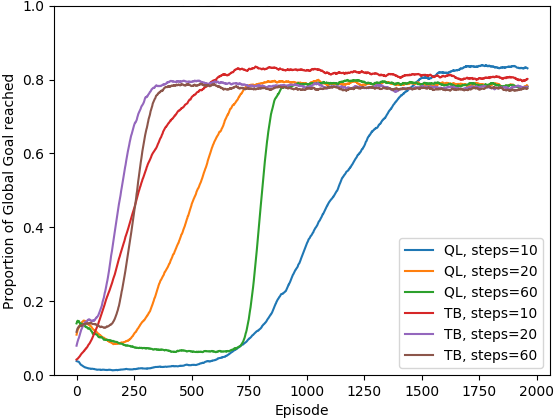 1.0
0.8
0.6
0.4
0.2
0.0
Proportion of Global Goal reached
QL, steps=10
QL, steps=20
QL, steps=60
TB, steps=10
TB, steps=20
TB, steps=60
0 250 500 750 1000 1250 1500 1750 2000
Episode